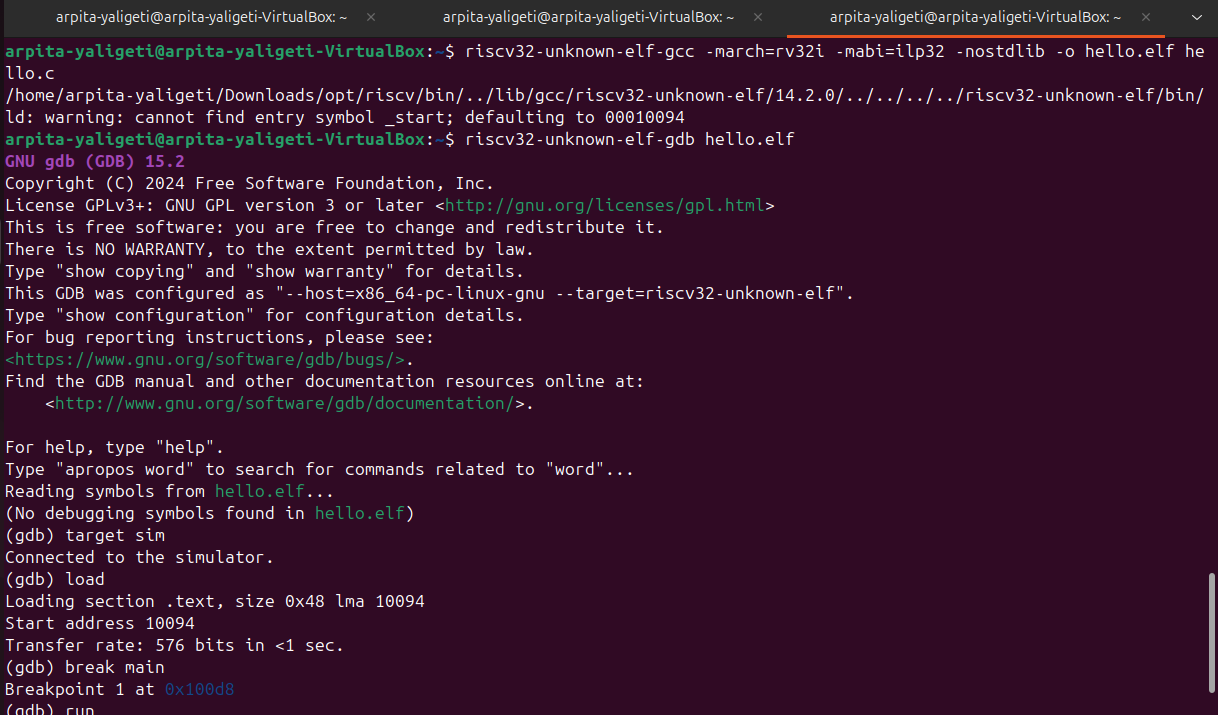 arpita-yaligeti@arpita-yaligeti-VirtualBox: ~ × arpita-yaligeti@arpita-yaligeti-VirtualBox: ~ × arpita-yaligeti@arpita-yaligeti-VirtualBox: ~ ×
arpita-yaligeti@arpita-yaligeti-VirtualBox:~$ riscv32-unknown-elf-gcc -march=rv32i -mabi=ilp32 -nostdlib -o hello.elf he
llo.c
/home/arpita-yaligeti/Downloads/opt/riscv/bin/../lib/gcc/riscv32-unknown-elf/14.2.0/../../../../riscv32-unknown-elf/bin/
ld: warning: cannot find entry symbol _start; defaulting to 00010094
arpita-yaligeti@arpita-yaligeti-VirtualBox:~$ riscv32-unknown-elf-gdb hello.elf
GNU gdb (GDB) 15.2
Copyright (C) 2024 Free Software Foundation, Inc.
License GPLv3+: GNU GPL version 3 or later <http://gnu.org/licenses/gpl.html>
This is free software: you are free to change and redistribute it.
There is NO WARRANTY, to the extent permitted by law.
Type "show copying" and "show warranty" for details.
This GDB was configured as "--host=x86_64-pc-linux-gnu --target=riscv32-unknown-elf".
Type "show configuration" for configuration details.
For bug reporting instructions, please see:
<https://www.gnu.org/software/gdb/bugs/>.
Find the GDB manual and other documentation resources online at:
    <http://www.gnu.org/software/gdb/documentation/>.

For help, type "help".
Type "apropos word" to search for commands related to "word"...
Reading symbols from hello.elf...
(No debugging symbols found in hello.elf)
(gdb) target sim
Connected to the simulator.
(gdb) load
Loading section .text, size 0x48 lma 10094
Start address 10094
Transfer rate: 576 bits in <1 sec.
(gdb) break main
Breakpoint 1 at 0x100d8
(gdb) run